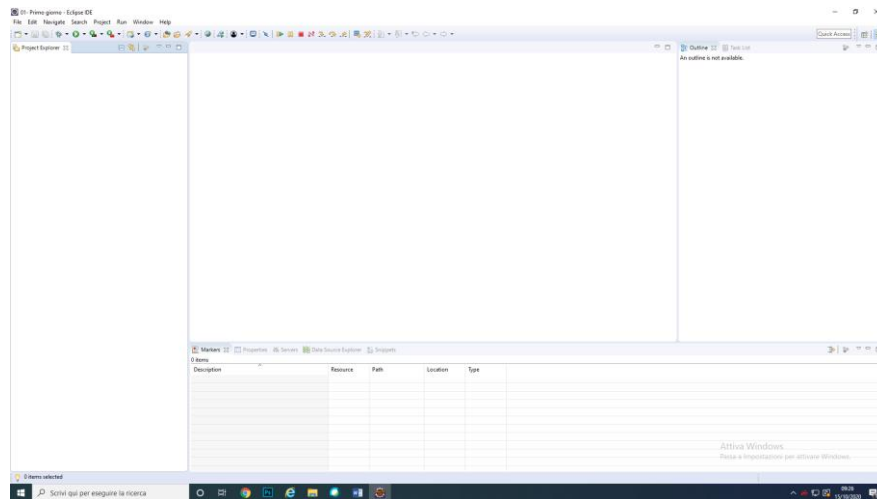 01- Primo giorno - Eclipse IDE
File Edit Navigate Search Project Run Window Help
Quick Access
Project Explorer
Outline Task List
An outline is not available.
Markers Properties Servers Data Source Explorer Snippets
0 items
Description Resource Path Location Type
Attiva Windows
Passa a Impostazioni per attivare Windows.
0 items selected
Scrivi qui per eseguire la ricerca
09:28
15/10/2020